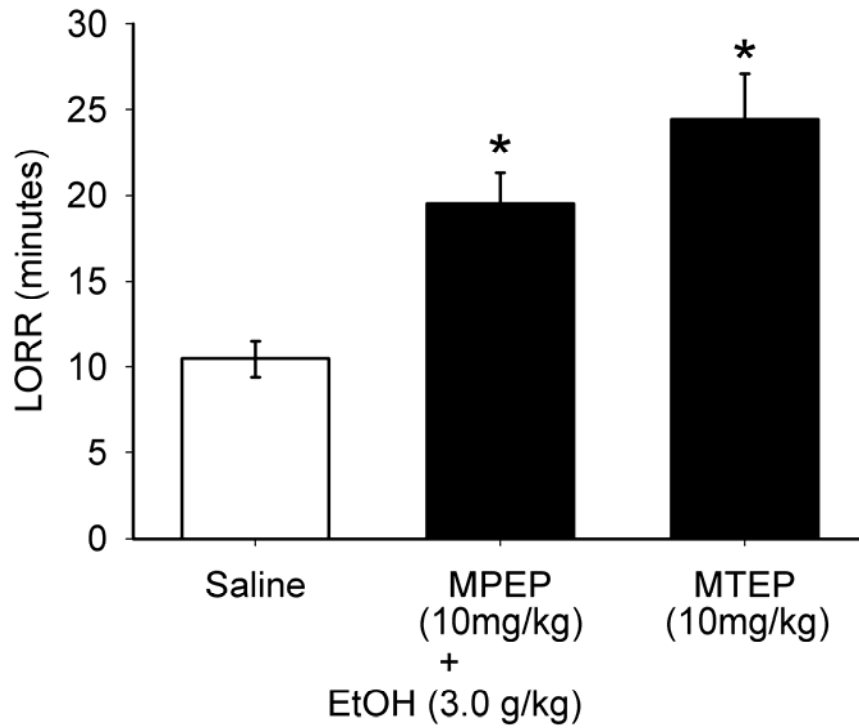 30
25
20
15
10
5
0
LORR (minutes)
*
*
Saline
MPEP
(10mg/kg)
MTEP
(10mg/kg)
+
EtOH (3.0 g/kg)